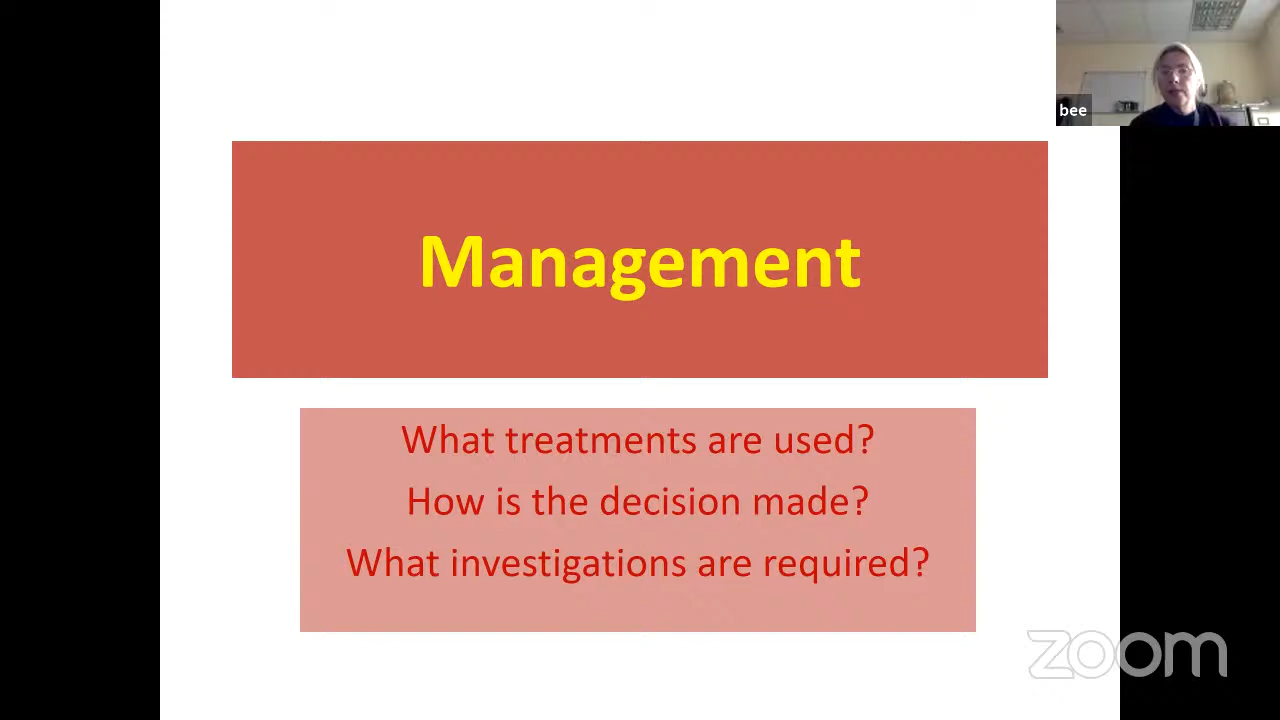 bee
Management
What treatments are used?
How is the decision made?
What investigations are required?
zoom